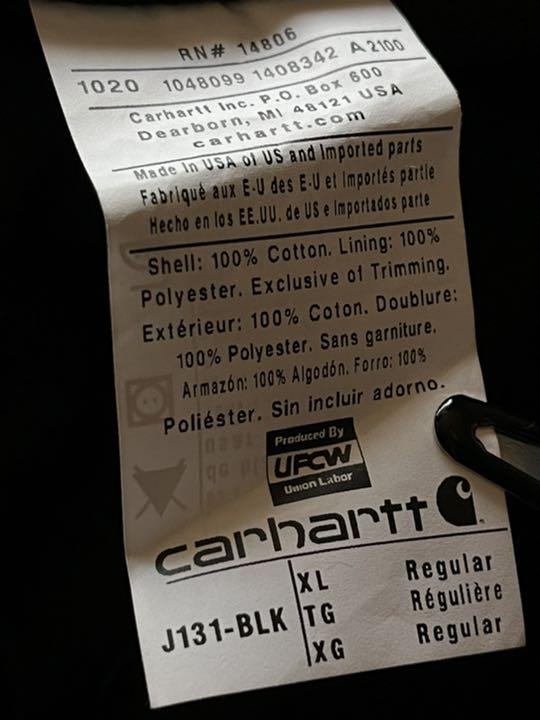 RN# 14806
1020 1048099 1408342 A2100
Carhartt Inc. P.O. Box 600
Dearborn, MI 48121 USA
carhartt.com
Made In USA of US and Imported parts
Fabriqué aux E-U des E-U et Importés partie
Hecho en los EE.UU. de US e Importados parte
Shell: 100% Cotton. Lining: 100%
Polyester. Exclusive of Trimming.
Extérieur: 100% Coton. Doublure:
100% Polyester. Sans garniture.
Armazón: 100% Algodón. Forro: 100%
Poliéster. Sin incluir adorno.
Produced By
UFCW
Union Labor
carhartt
J131-BLK
XL Regular
TG Régulière
XG Regular